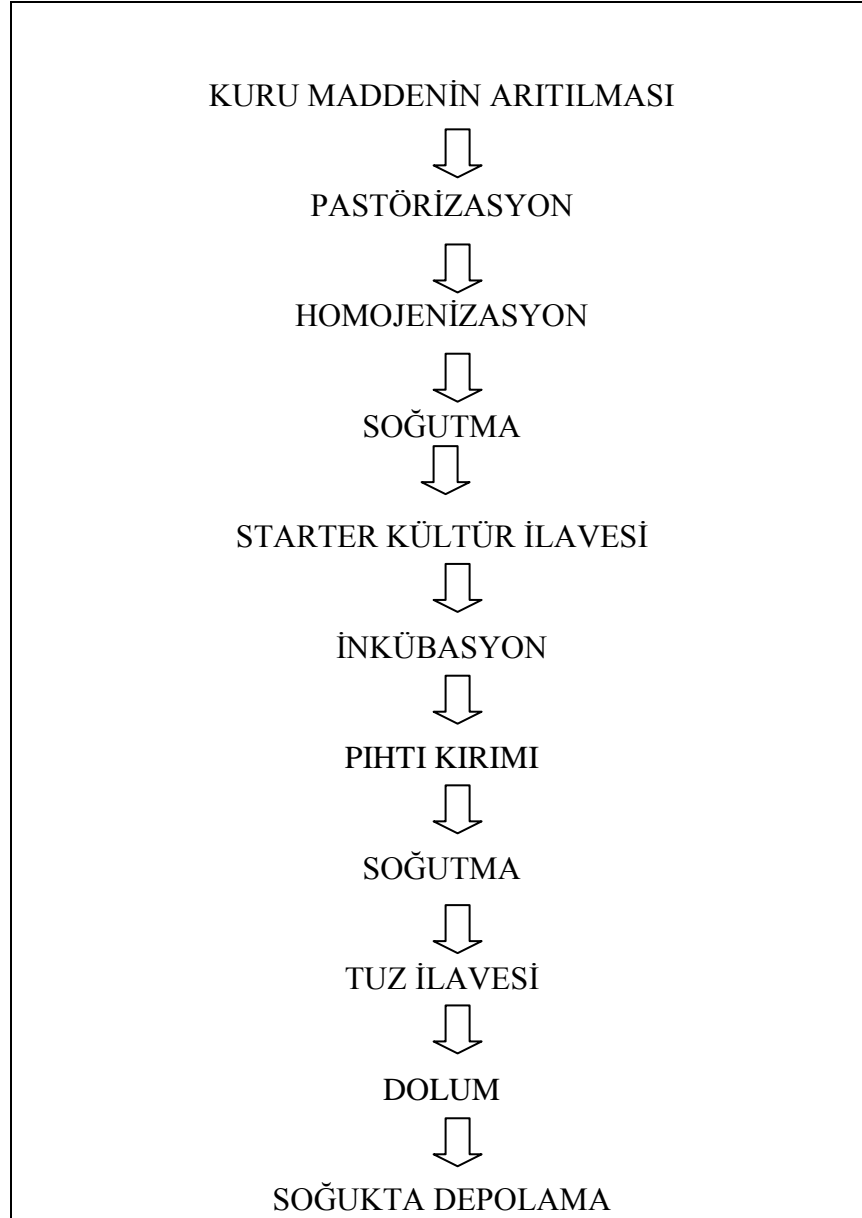 KURU MADDENİN ARITILMASI
PASTÖRİZASYON
HOMOJENİZASYON
SOĞUTMA
STARTER KÜLTÜR İLAVESİ
İNKÜBASYON
PIHTI KIRIMI
SOĞUTMA
TUZ İLAVESİ
DOLUM
SOĞUKTA DEPOLAMA